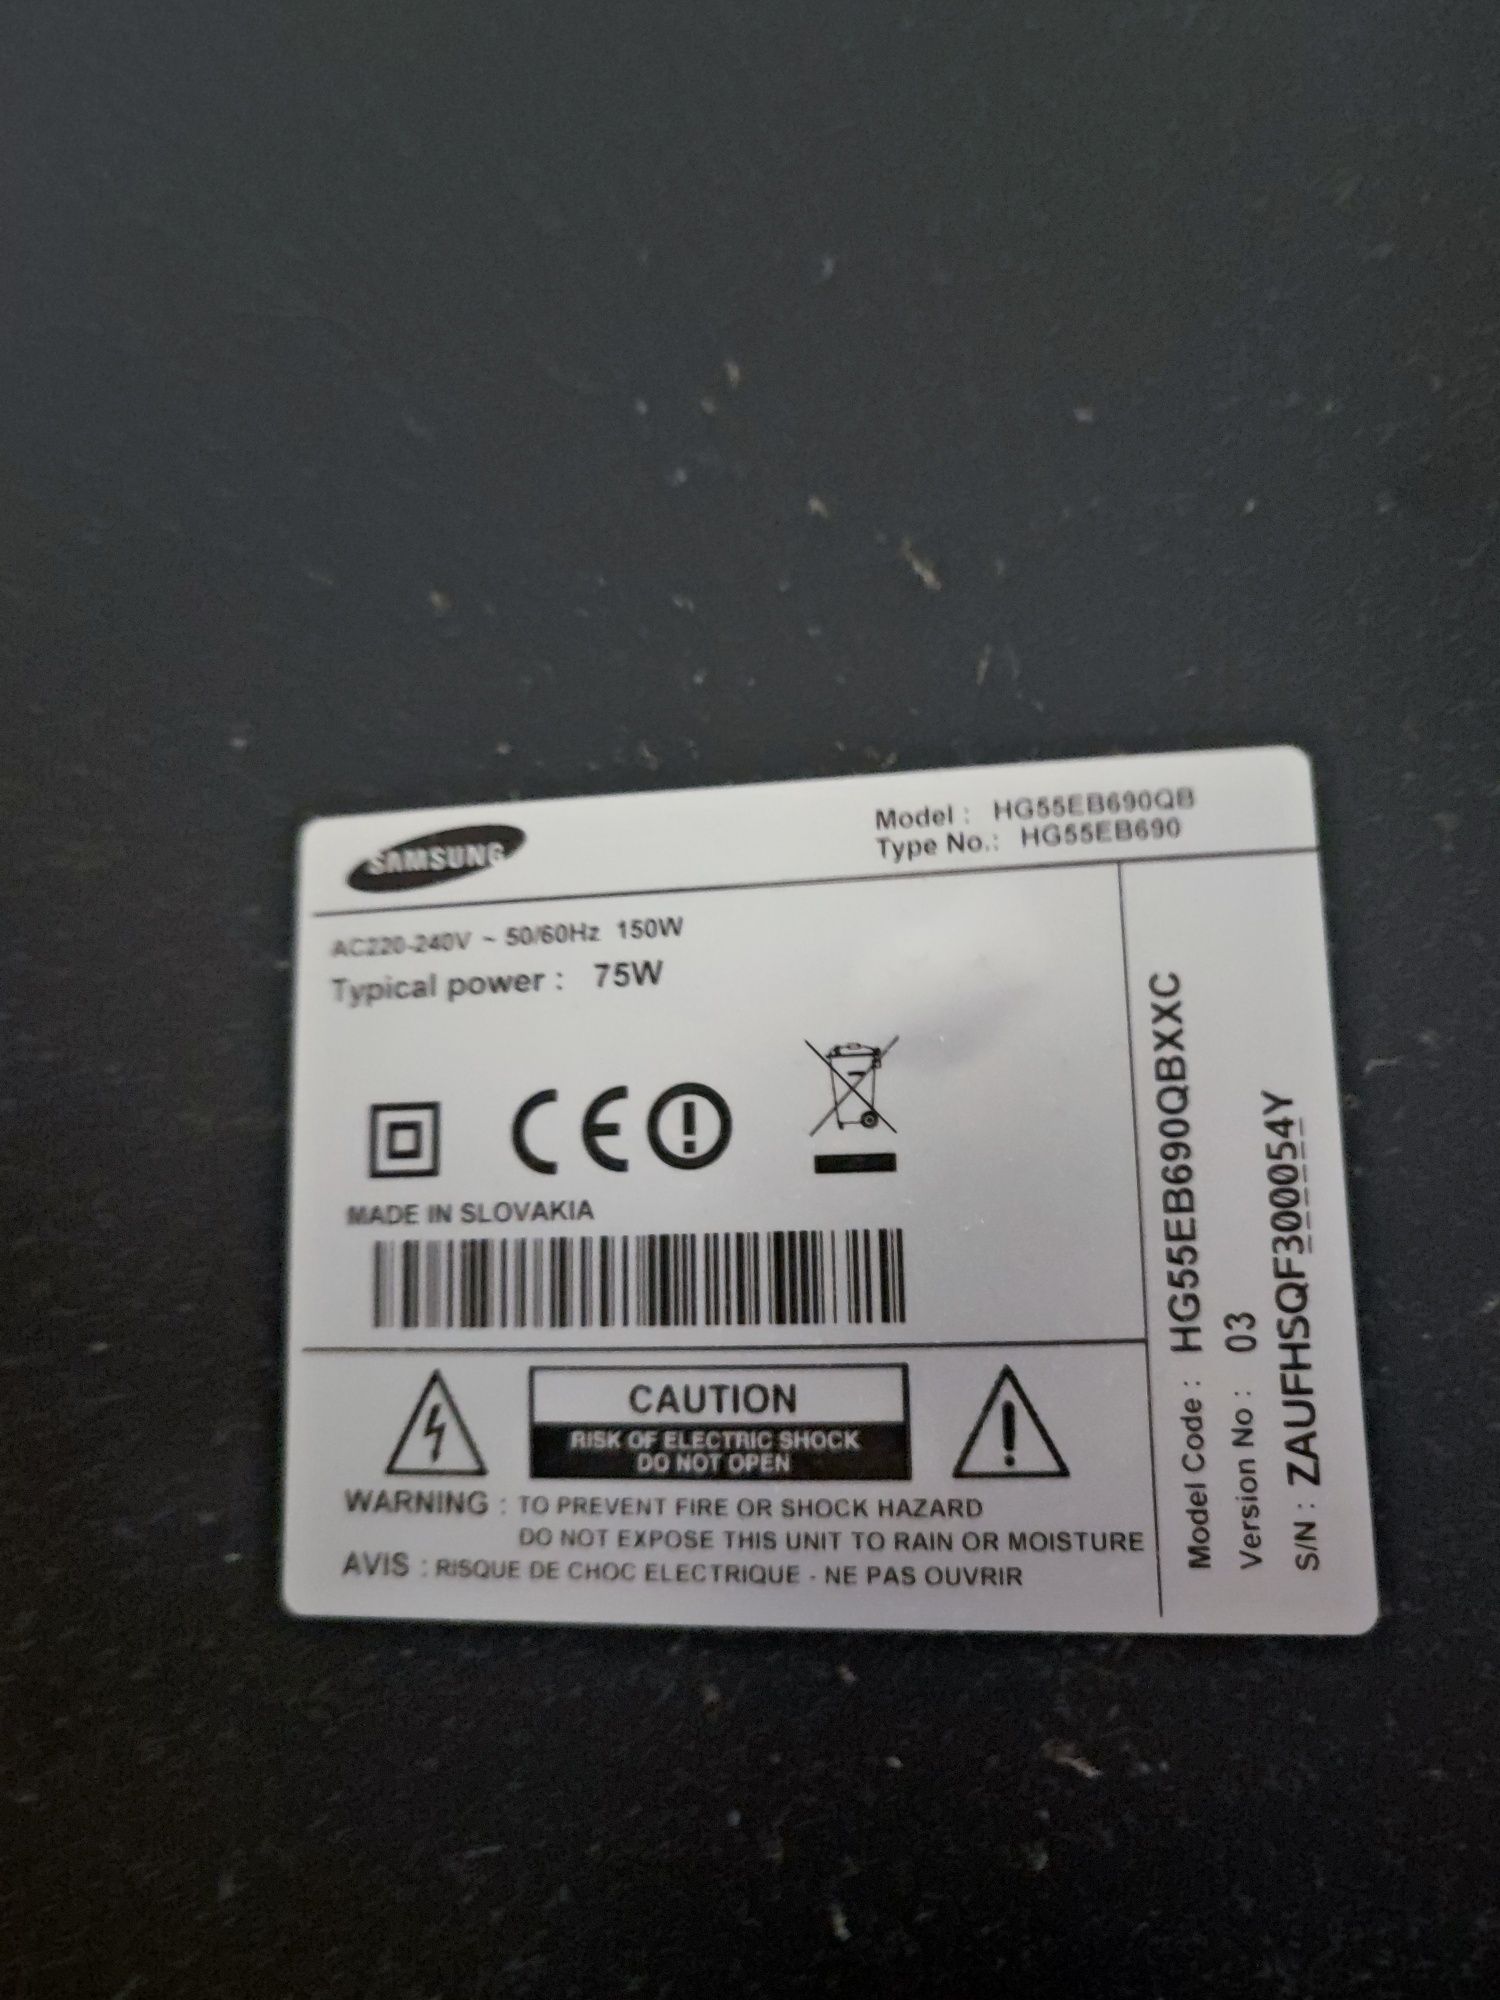 SAMSUNG
Model : HG55EB690QB
Type No.: HG55EB690
AC220-240V ~ 50/60Hz 150W
Typical power : 75W
CE
MADE IN SLOVAKIA
CAUTION
RISK OF ELECTRIC SHOCK
DO NOT OPEN
WARNING : TO PREVENT FIRE OR SHOCK HAZARD
DO NOT EXPOSE THIS UNIT TO RAIN OR MOISTURE
AVIS : RISQUE DE CHOC ELECTRIQUE - NE PAS OUVRIR
Model Code : HG55EB690QBXXC
Version No : 03
S/N : ZAUFHSQF300054Y